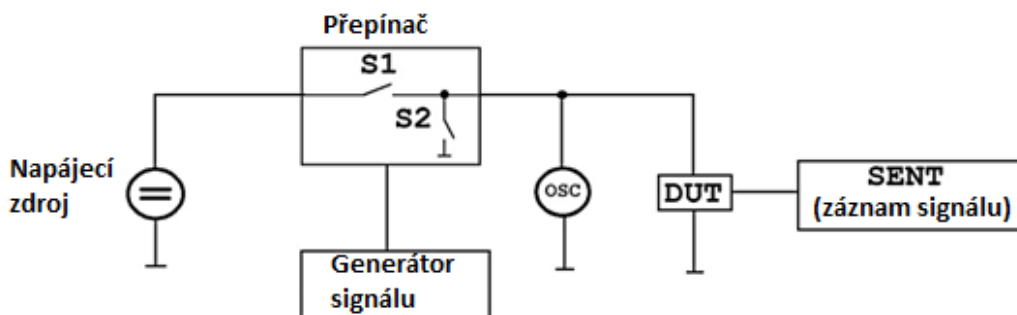 Přepínač
S1
S2
Napájecí
zdroj
OSC
DUT
SENT
(záznam signálu)
Generátor
signálu